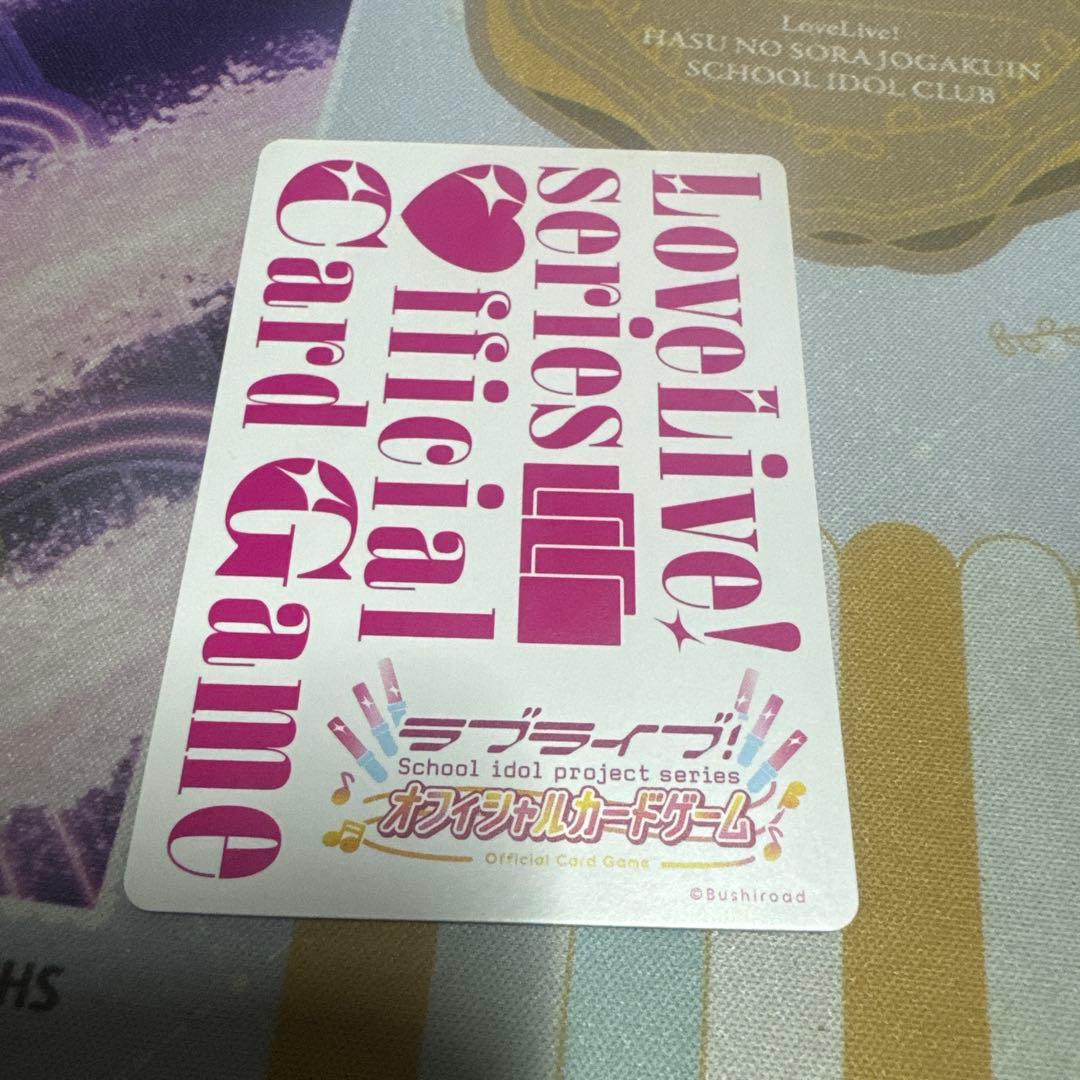 LoveLive!
HASU NO SORA JOGAKUIN
SCHOOL IDOL CLUB
LoveLive!
series
Official
Card Game
ラブライブ!
School idol project series
オフィシャルカードゲーム
Official Card Game
©Bushiroad
HS